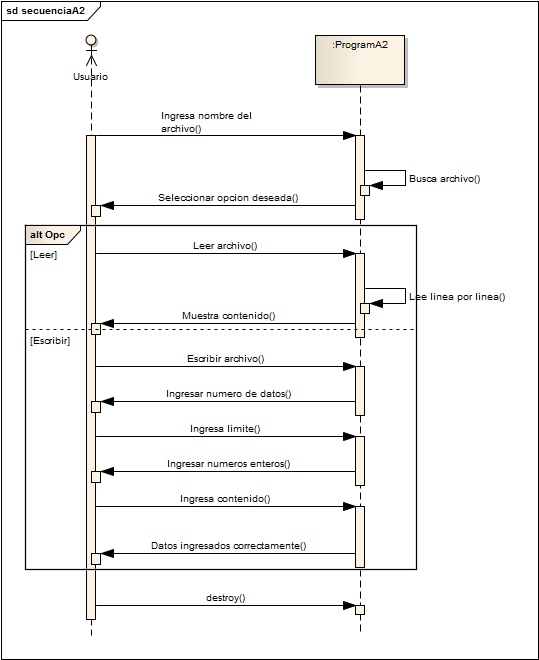 sd secuenciaA2
:ProgramA2
Usuario
Ingresa nombre del
archivo()
Busca archivo()
Seleccionar opcion deseada()
alt Opc
[Leer]
Leer archivo()
Lee linea por linea()
Muestra contenido()
[Escribir]
Escribir archivo()
Ingresar numero de datos()
Ingresa limite()
Ingresar numeros enteros()
Ingresa contenido()
Datos ingresados correctamente()
destroy()